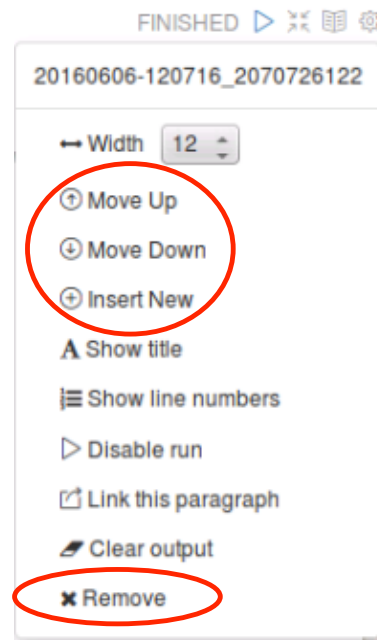 FINISHED
20160606-120716_2070726122
Width 12
Move Up
Move Down
Insert New
A Show title
Show line numbers
Disable run
Link this paragraph
Clear output
Remove